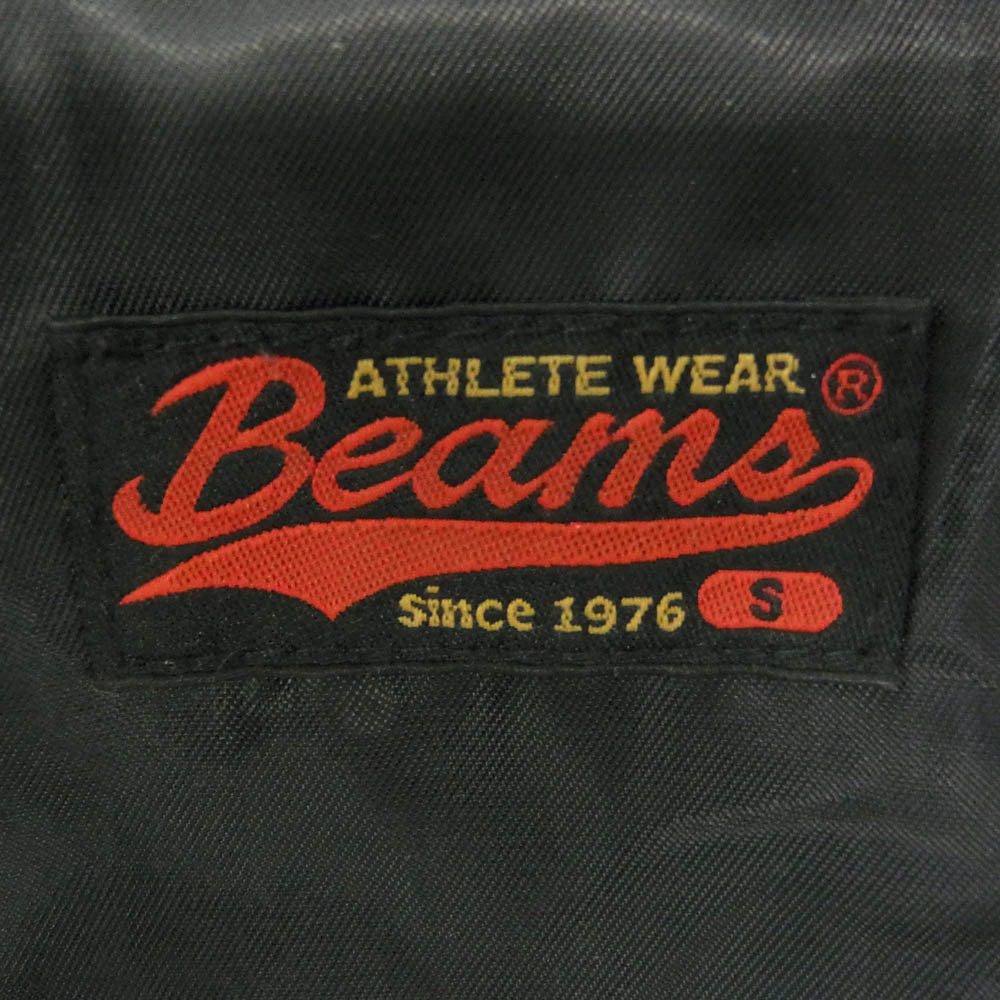 ATHLETE WEAR ®
Beams
since 1976 S